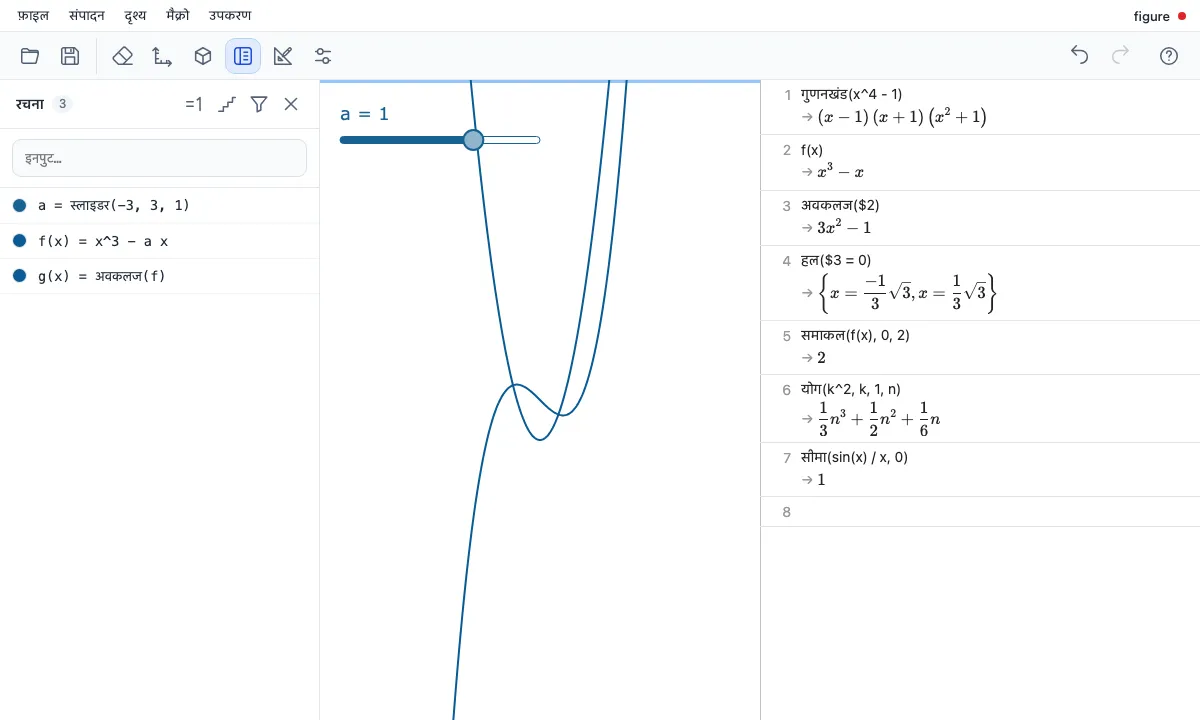 फ़ाइल संपादन दृश्य मैक्रो उपकरण figure
रचना 3 =1
इनपुट…
a = स्लाइडर(−3, 3, 1)
f(x) = x^3 − a x
g(x) = अवकलज(f)
a = 1
1 गुणनखंड(x^4 - 1)
→ (x − 1) (x + 1) (x² + 1)
2 f(x)
→ x³ − x
3 अवकलज($2)
→ 3x² − 1
4 हल($3 = 0)
→ {x = −1/3 √3, x = 1/3 √3}
5 समाकल(f(x), 0, 2)
→ 2
6 योग(k^2, k, 1, n)
→ 1/3 n³ + 1/2 n² + 1/6 n
7 सीमा(sin(x) / x, 0)
→ 1
8